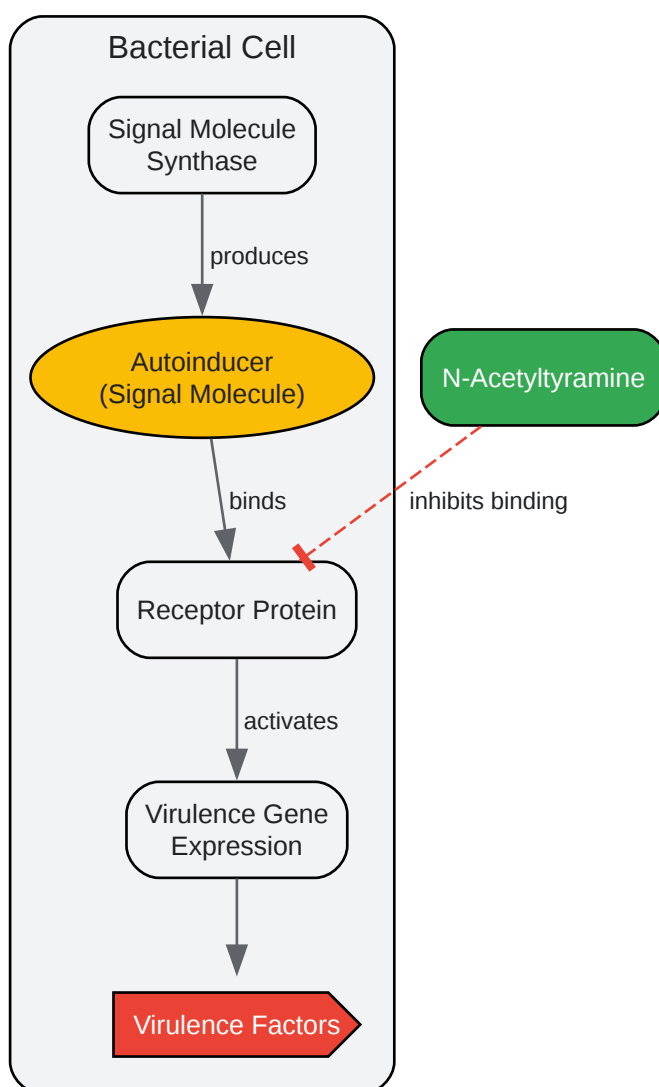 Bacterial Cell
Signal Molecule
Synthase
produces
Autoinducer
(Signal Molecule)
N-Acetyltyramine
binds
inhibits binding
Receptor Protein
activates
Virulence Gene
Expression
Virulence Factors